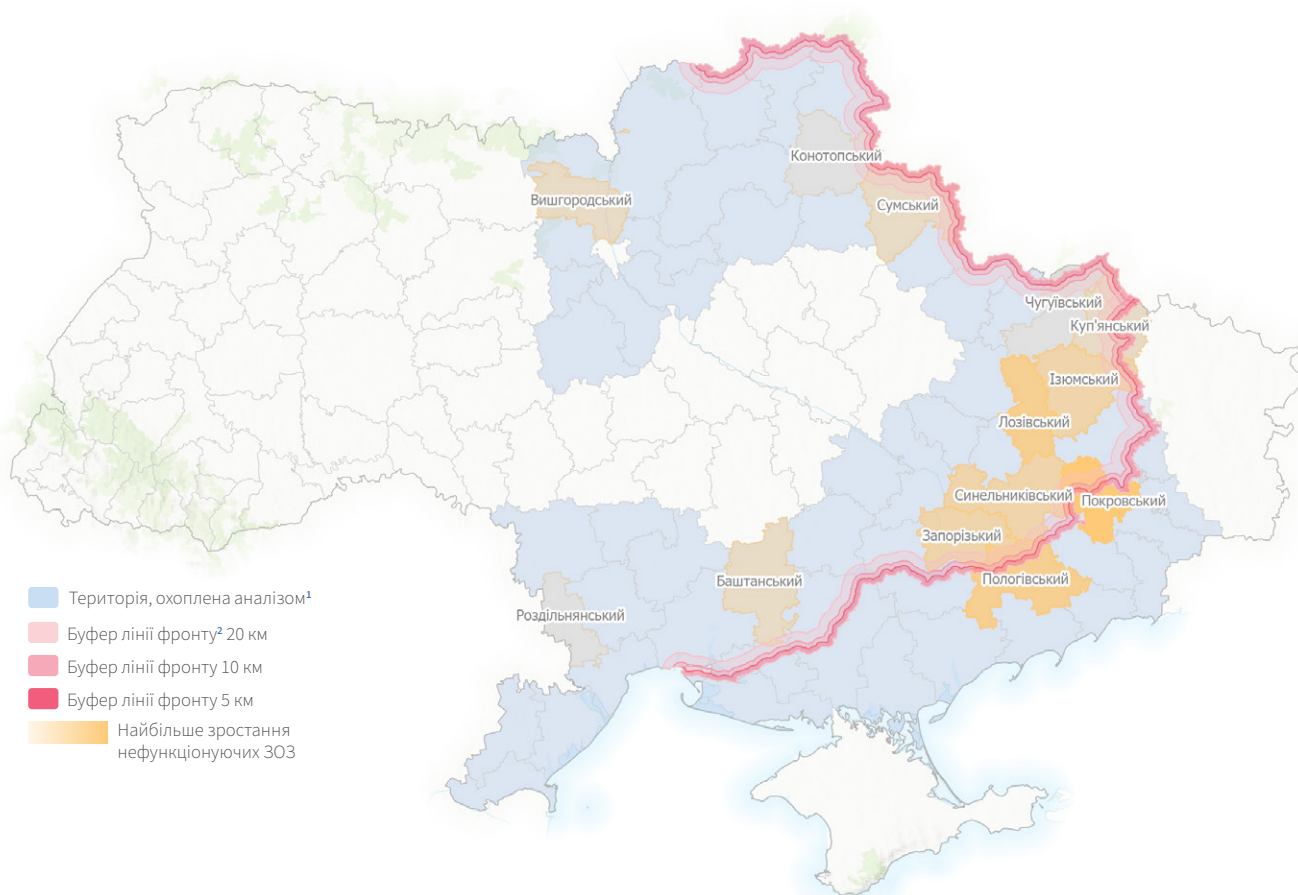 Конотопський
Вишгородський
Сумський
Чугуївський
Куп'янський
Ізюмський
Лозівський
Синельниківський
Покровський
Запорізький
Пологівський
Баштанський
Роздільнянський
Територія, охоплена аналізом¹
Буфер лінії фронту² 20 км
Буфер лінії фронту 10 км
Буфер лінії фронту 5 км
Найбільше зростання
нефункціонуючих ЗОЗ